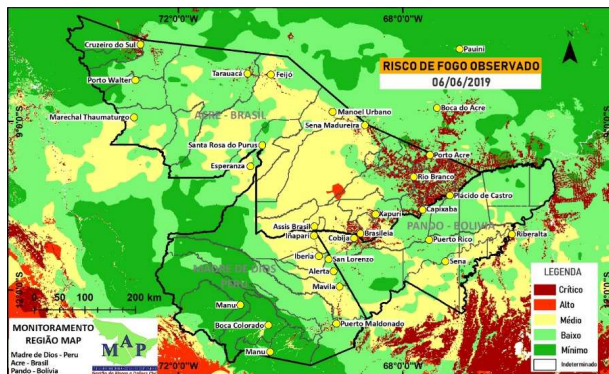 72°0'0"W
68°0'0"W
RISCO DE FOGO OBSERVADO
06/06/2019
N
Cruzeiro do Sul
Pauini
Porto Walter
Tarauacá
Feijó
Marechal Thaumaturgo
Manoel Urbano
Boca do Acre
ACRE - BRASIL
Sena Madureira
Santa Rosa do Purus
Porto Acre
Esperança
Rio Branco
Plácido de Castro
Xapuri
Capixaba
PANDO - BOLIVIA
Assis Brasil
Iñapari
Cobija
Brasileia
Puerto Rico
Riberalta
Iberia
San Lorenzo
Sena
MADRE DE DIOS
PERU
Alerta
Mavila
Manu
Boca Colorado
Puerto Maldonado
Manu
0
100
200 km
MONITORAMENTO
REGIÃO MAP
Madre de Dios - Peru
Acre - Brasil
Pando - Bolívia
MAP
LEGENDA
Crítico
Alto
Médio
Baixo
Mínimo
Indeterminado
72°0'0"W
68°0'0"W